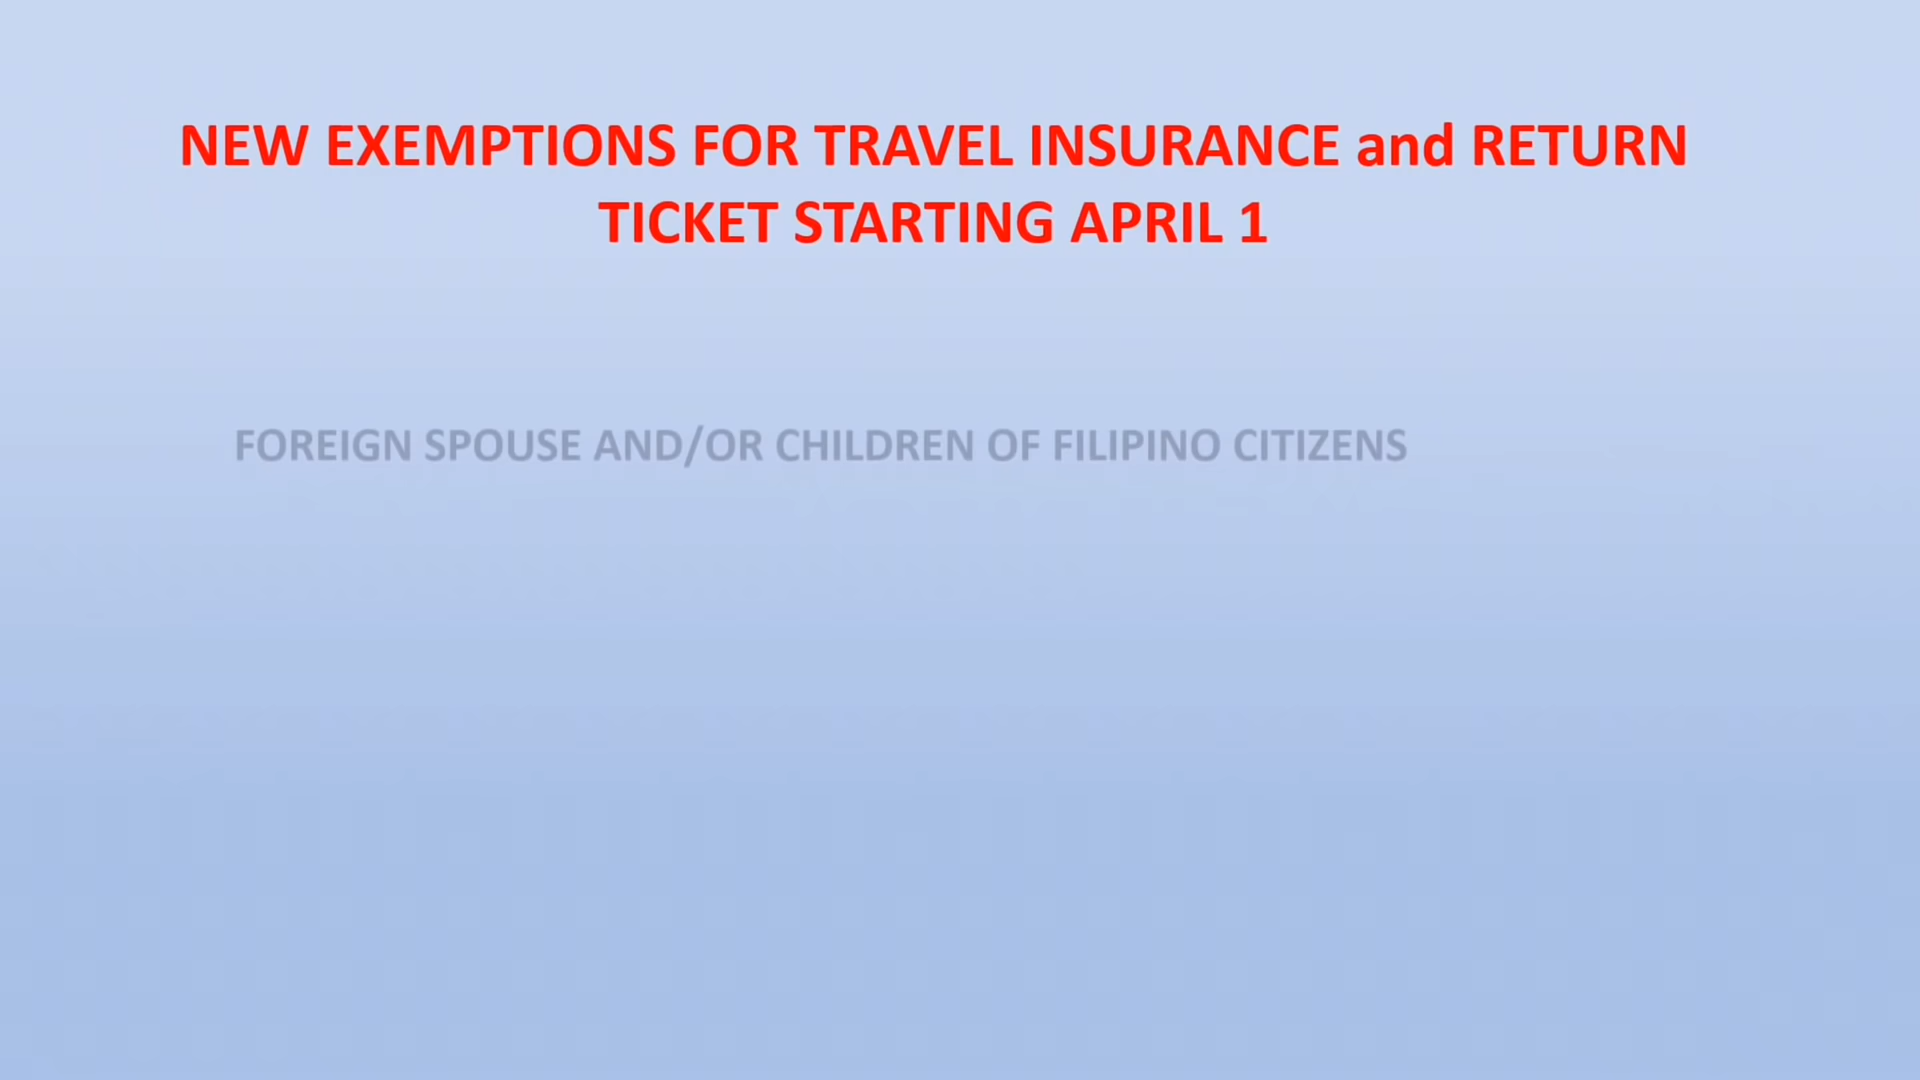 NEW EXEMPTIONS FOR TRAVEL INSURANCE and RETURN
TICKET STARTING APRIL 1
FOREIGN SPOUSE AND/OR CHILDREN OF FILIPINO CITIZENS